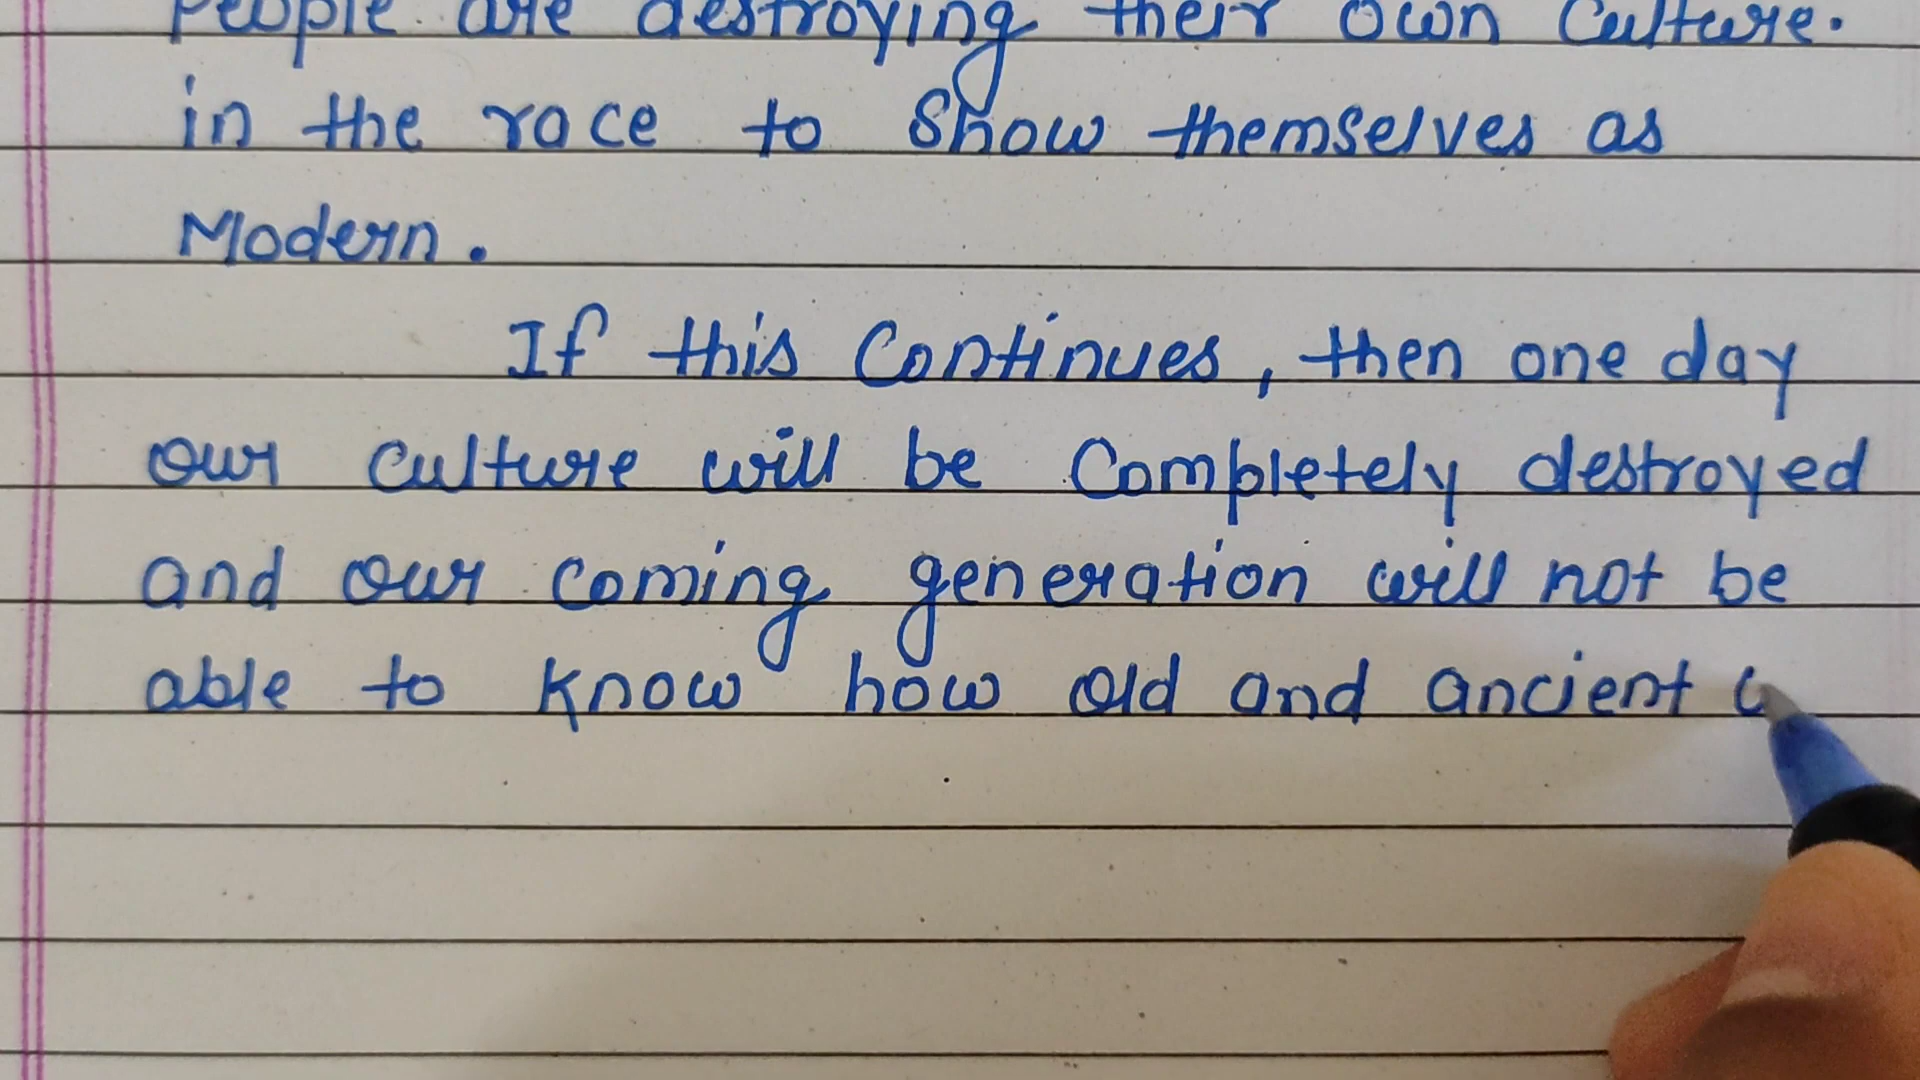 People are destroying their own Culture.
in the race to Show themselves as
Modern.
If this Continues, then one day
our culture will be Completely destroyed
and our coming generation will not be
able to know how old and ancient